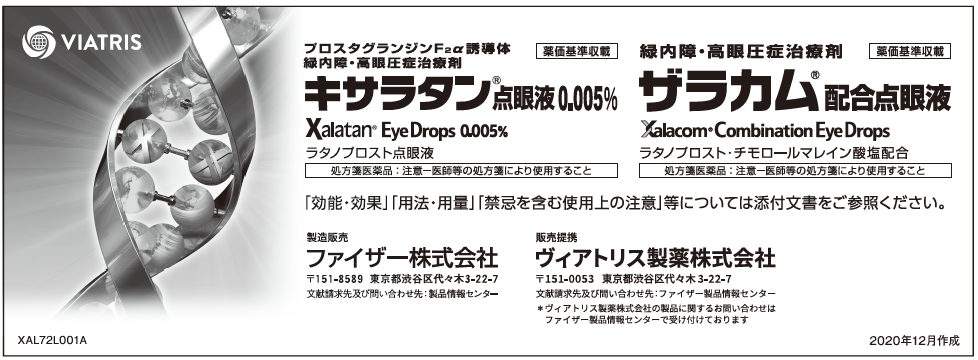 VIATRIS
プロスタグランジンF2α誘導体
緑内障・高眼圧症治療剤
薬価基準収載
キサラタン®点眼液0.005%
Xalatan® Eye Drops 0.005%
ラタノプロスト点眼液
処方箋医薬品：注意－医師等の処方箋により使用すること
緑内障・高眼圧症治療剤
薬価基準収載
ザラカム®配合点眼液
Xalacom® Combination Eye Drops
ラタノプロスト・チモロールマレイン酸塩配合
処方箋医薬品：注意－医師等の処方箋により使用すること
「効能・効果」「用法・用量」「禁忌を含む使用上の注意」等については添付文書をご参照ください。
製造販売
ファイザー株式会社
〒151-8589 東京都渋谷区代々木3-22-7
文献請求先及び問い合わせ先：製品情報センター
販売提携
ヴィアトリス製薬株式会社
〒151-0053 東京都渋谷区代々木3-22-7
文献請求先及び問い合わせ先：ファイザー製品情報センター
＊ヴィアトリス製薬株式会社の製品に関するお問い合わせは
ファイザー製品情報センターで受け付けております
XAL72L001A
2020年12月作成